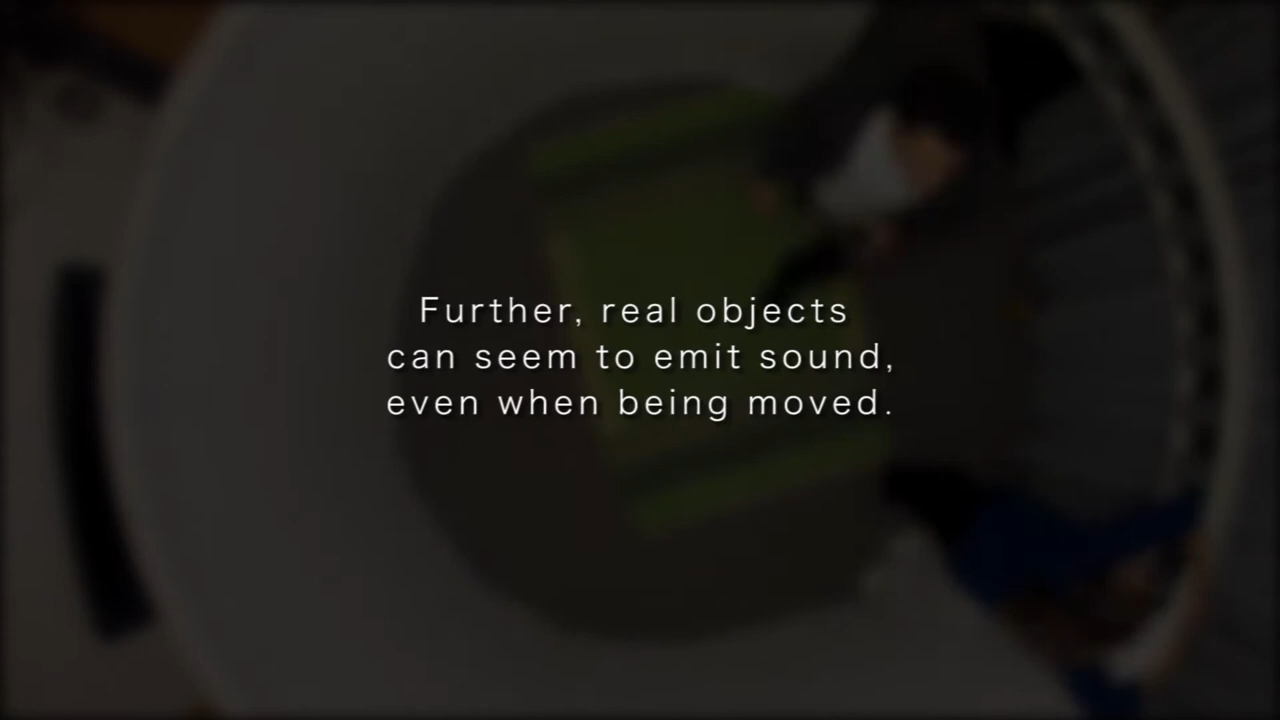 Further, real objects
can seem to emit sound,
even when being moved.